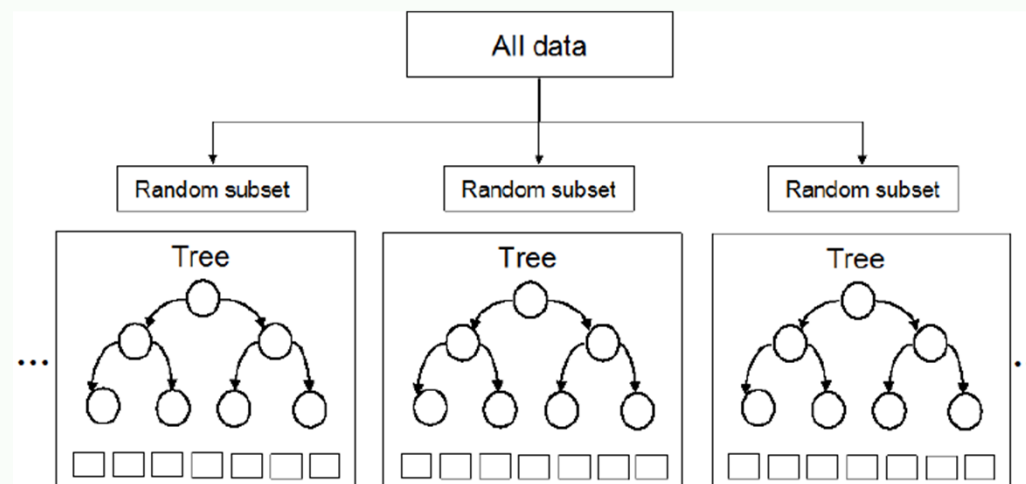 All data
Random subset
Random subset
Random subset
Tree
Tree
Tree
...
.